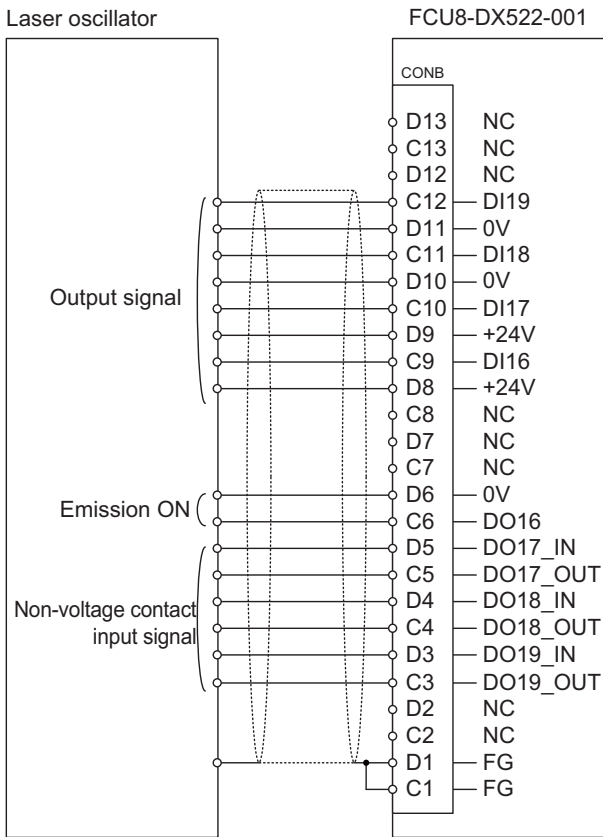 Laser oscillator
FCU8-DX522-001
CONB
D13 NC
C13 NC
D12 NC
C12 DI19
D11 0V
C11 DI18
D10 0V
Output signal
C10 DI17
D9 +24V
C9 DI16
D8 +24V
C8 NC
D7 NC
C7 NC
D6 0V
Emission ON
C6 DO16
D5 DO17_IN
C5 DO17_OUT
D4 DO18_IN
Non-voltage contact
input signal
C4 DO18_OUT
D3 DO19_IN
C3 DO19_OUT
D2 NC
C2 NC
D1 FG
C1 FG